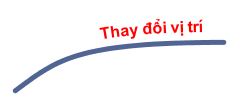 Thay đổi vị trí